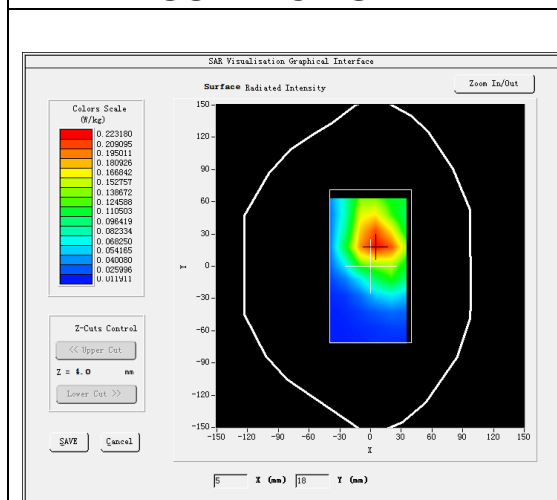 SAR Visualisation Graphical Interface
Surface Radiated Intensity
Zoom In/Out
Colors Scale
(W/kg)
0.223180
0.209095
0.195011
0.180926
0.166842
0.152757
0.138672
0.124588
0.110503
0.096419
0.082334
0.068250
0.054165
0.040080
0.025996
0.011911
Z-Cuts Control
<< Upper Cut
Z = 4.0 mm
Lower Cut >>
SAVE
Cancel
150
120
90
60
30
0
-30
-60
-90
-120
-150
Y
-150 -120 -90 -60 -30 0 30 60 90 120 150
X
5 X (mm) 18 Y (mm)